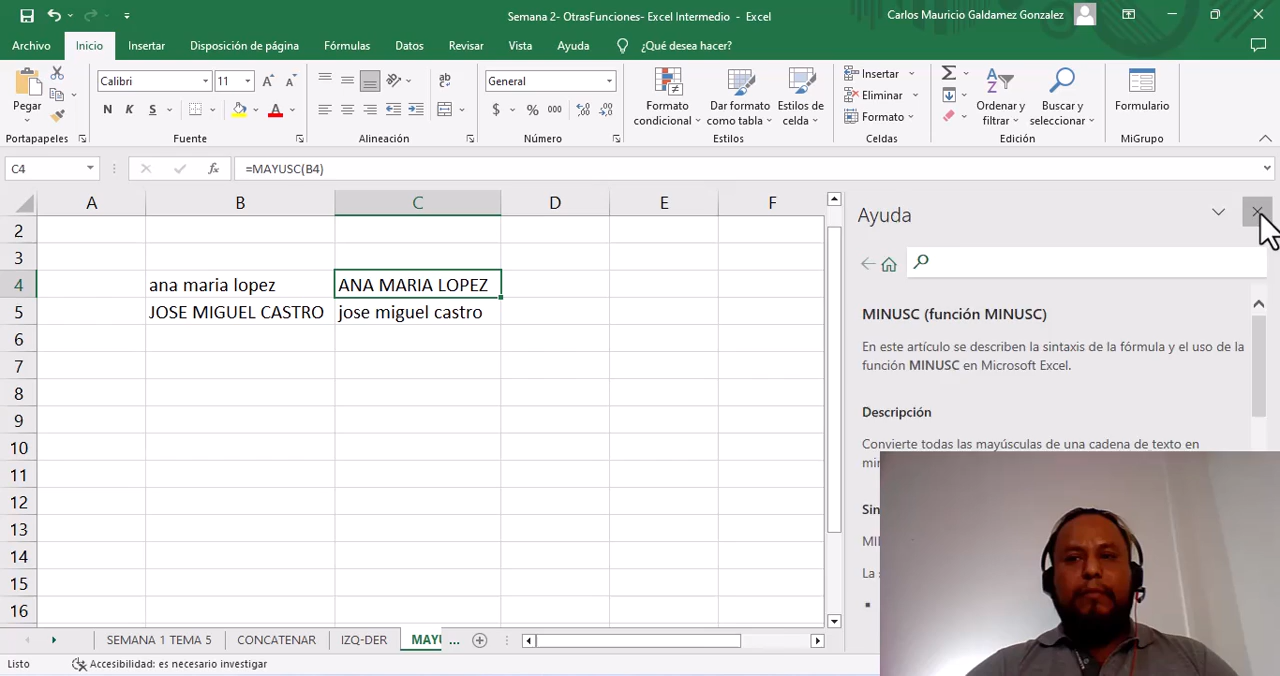 Semana 2- OtrasFunciones- Excel Intermedio - Excel
Carlos Mauricio Galdamez Gonzalez
Archivo Inicio Insertar Disposición de página Fórmulas Datos Revisar Vista Ayuda ¿Qué desea hacer?
Pegar
Portapapeles
Calibri 11
N K S
Fuente
Alineación
General
$ % 000
Número
Formato condicional
Dar formato como tabla
Estilos de celda
Estilos
Insertar
Eliminar
Formato
Celdas
Ordenar y filtrar
Buscar y seleccionar
Edición
Formulario
MiGrupo
C4 fx =MAYUSC(B4)
A B C D E F
2
3
4 ana maria lopez ANA MARIA LOPEZ
5 JOSE MIGUEL CASTRO jose miguel castro
6
7
8
9
10
11
12
13
14
15
16
Ayuda
MINUSC (función MINUSC)
En este artículo se describen la sintaxis de la fórmula y el uso de la
función MINUSC en Microsoft Excel.
Descripción
Convierte todas las mayúsculas de una cadena de texto en
SEMANA 1 TEMA 5 CONCATENAR IZQ-DER MAYU ...
Listo Accesibilidad: es necesario investigar